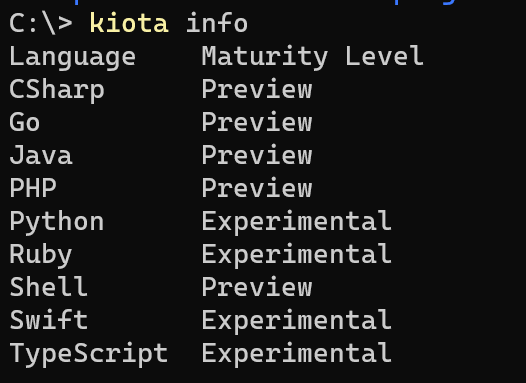 C:\> kiota info
Language    Maturity Level
CSharp      Preview
Go          Preview
Java        Preview
PHP         Preview
Python      Experimental
Ruby        Experimental
Shell       Preview
Swift       Experimental
TypeScript  Experimental